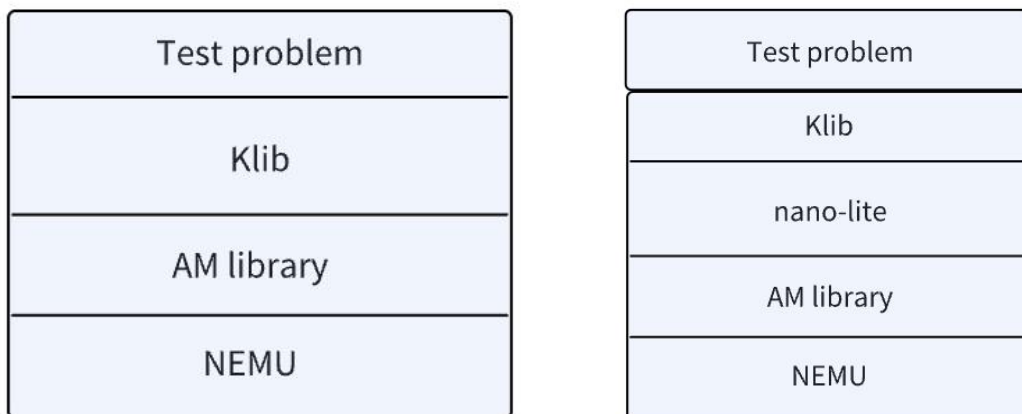 Test problem
Klib
AM library
NEMU
Test problem
Klib
nano-lite
AM library
NEMU